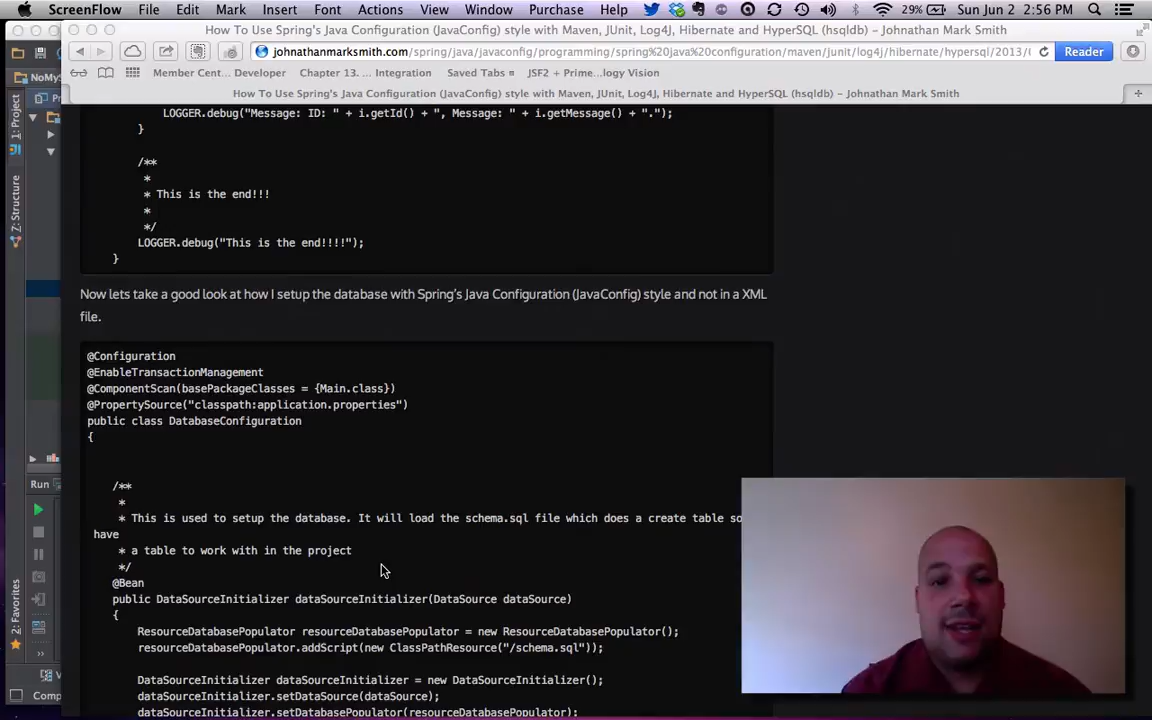 ScreenFlow File Edit Mark Insert Font Actions View Window Purchase Help 29% Sun Jun 2 2:56 PM
How To Use Spring's Java Configuration (JavaConfig) style with Maven, JUnit, Log4J, Hibernate and HyperSQL (hsqldb) – Johnathan Mark Smith
johnathanmarksmith.com/spring/java/javaconfig/programming/spring%20java%20configuration/maven/junit/log4j/hibernate/hypersql/2013/ Reader
Member Cent... Developer Chapter 13. ... Integration Saved Tabs JSF2 + Prime...logy Vision
How To Use Spring's Java Configuration (JavaConfig) style with Maven, JUnit, Log4J, Hibernate and HyperSQL (hsqldb) – Johnathan Mark Smith
NoMy
1: Project
Z: Structure
Run
2: Favorites
Comp
LOGGER.debug("Message: ID: " + i.getId() + ", Message: " + i.getMessage() + ".");
}
/**
*
* This is the end!!!
*
*/
LOGGER.debug("This is the end!!!!");
}
Now lets take a good look at how I setup the database with Spring's Java Configuration (JavaConfig) style and not in a XML
file.
@Configuration
@EnableTransactionManagement
@ComponentScan(basePackageClasses = {Main.class})
@PropertySource("classpath:application.properties")
public class DatabaseConfiguration
{
/**
*
* This is used to setup the database. It will load the schema.sql file which does a create table so
have
* a table to work with in the project
*/
@Bean
public DataSourceInitializer dataSourceInitializer(DataSource dataSource)
{
ResourceDatabasePopulator resourceDatabasePopulator = new ResourceDatabasePopulator();
resourceDatabasePopulator.addScript(new ClassPathResource("/schema.sql"));
DataSourceInitializer dataSourceInitializer = new DataSourceInitializer();
dataSourceInitializer.setDataSource(dataSource);
dataSourceInitializer.setDatabasePopulator(resourceDatabasePopulator);